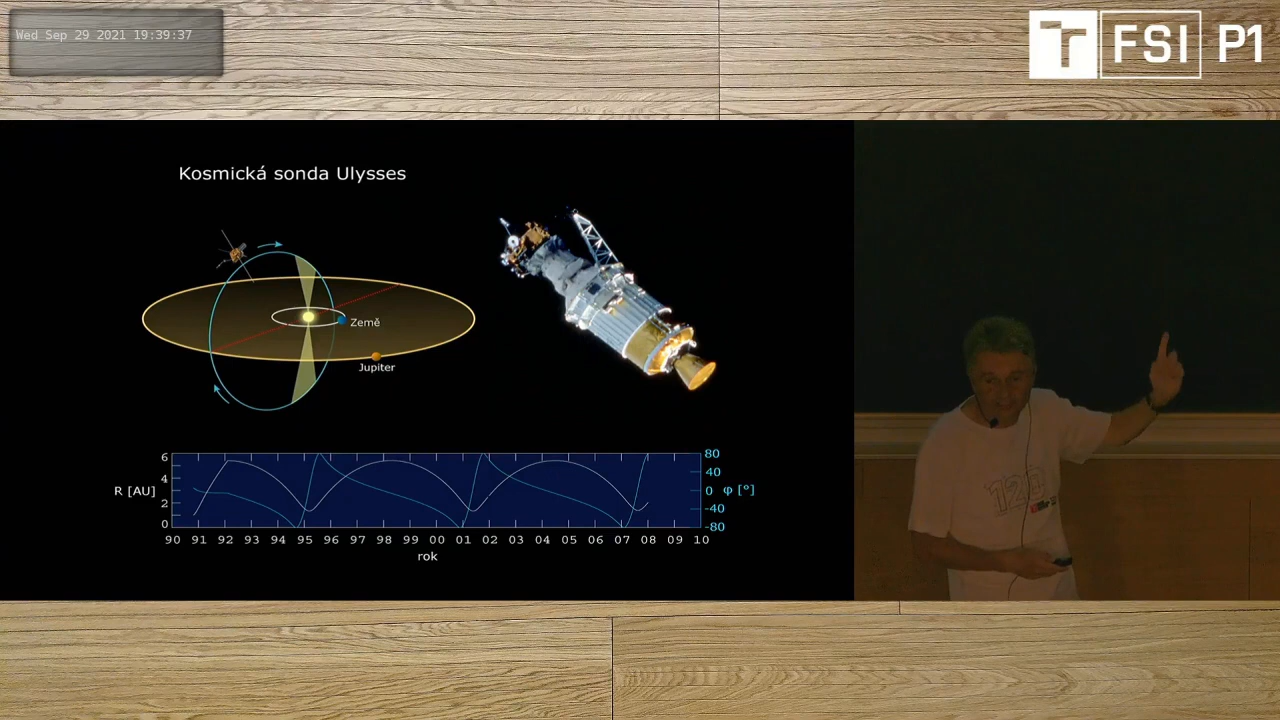 Wed Sep 29 2021 19:39:37
T FSI P1
Kosmická sonda Ulysses
Země
Jupiter
6
4
2
0
R [AU]
80
40
0
-40
-80
φ [°]
90 91 92 93 94 95 96 97 98 99 00 01 02 03 04 05 06 07 08 09 10
rok
120